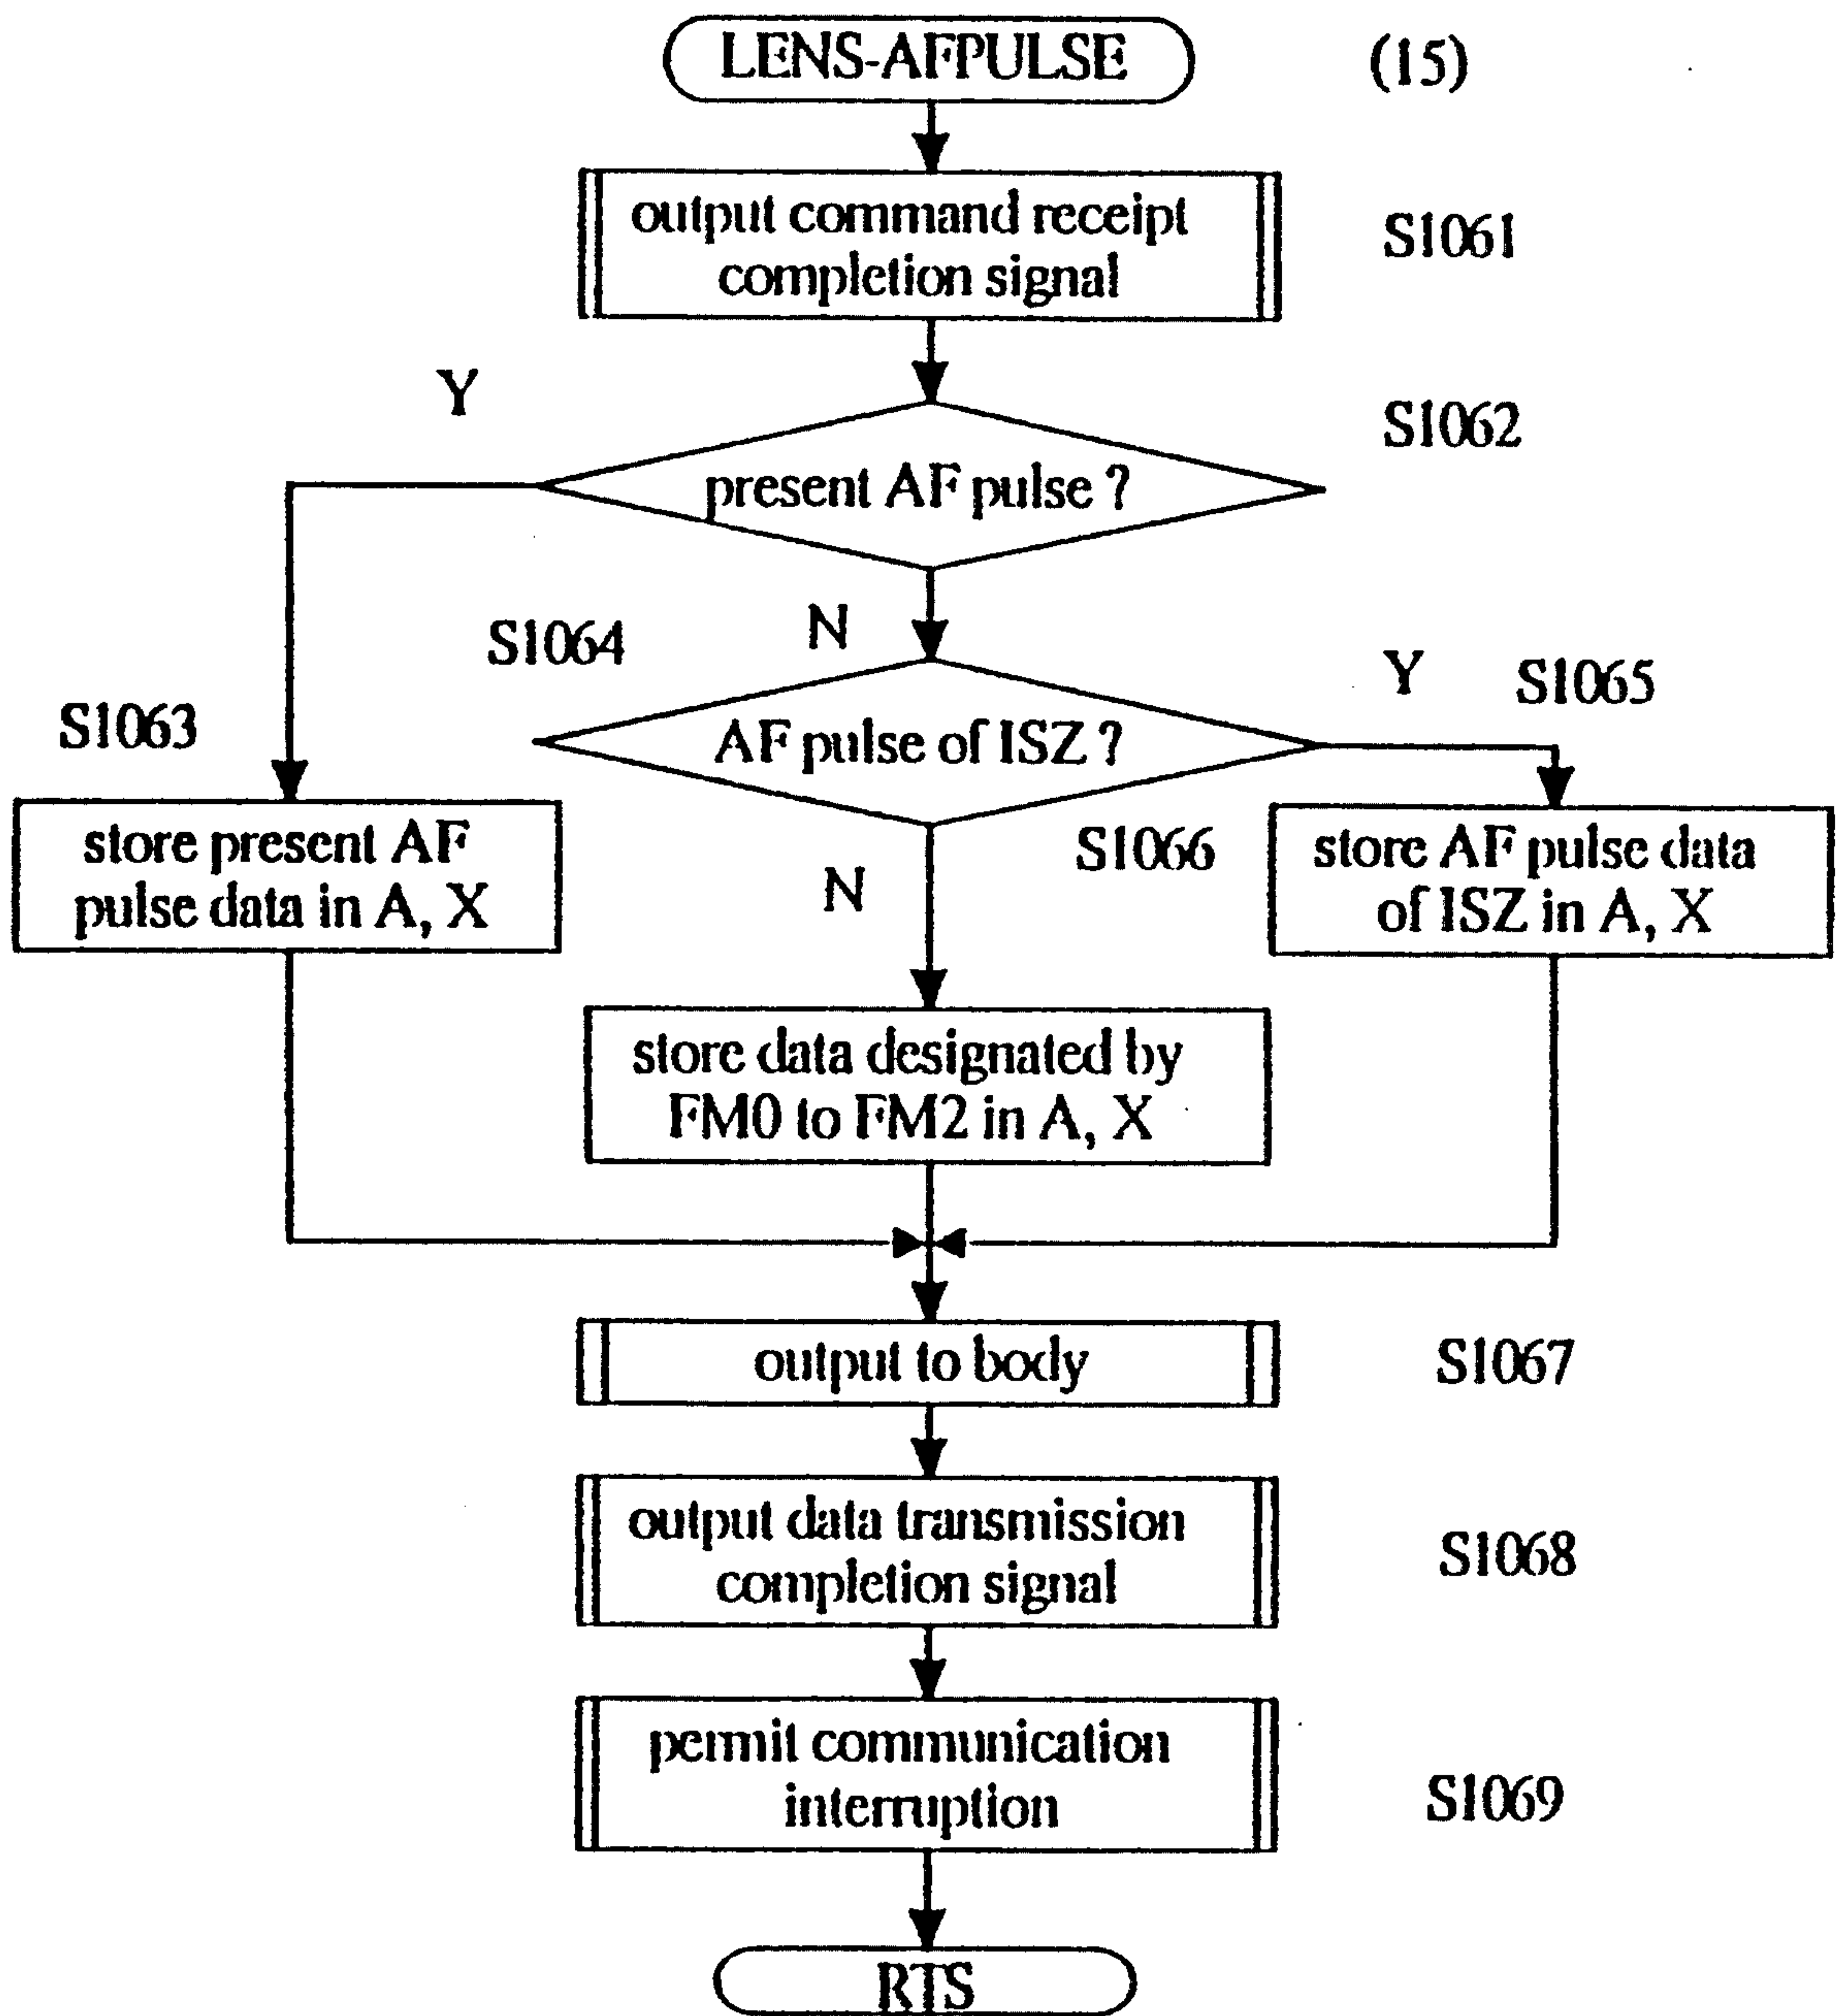 LENS-AFPULSE
(15)
output command receipt
completion signal
S1061
Y
S1062
present AF pulse ?
N
S1064
S1063
AF pulse of ISZ ?
Y
S1065
store present AF
pulse data in A, X
N
S1066
store AF pulse data
of ISZ in A, X
store data designated by
FM0 to FM2 in A, X
output to body
S1067
output data transmission
completion signal
S1068
permit communication
interruption
S1069
RTS